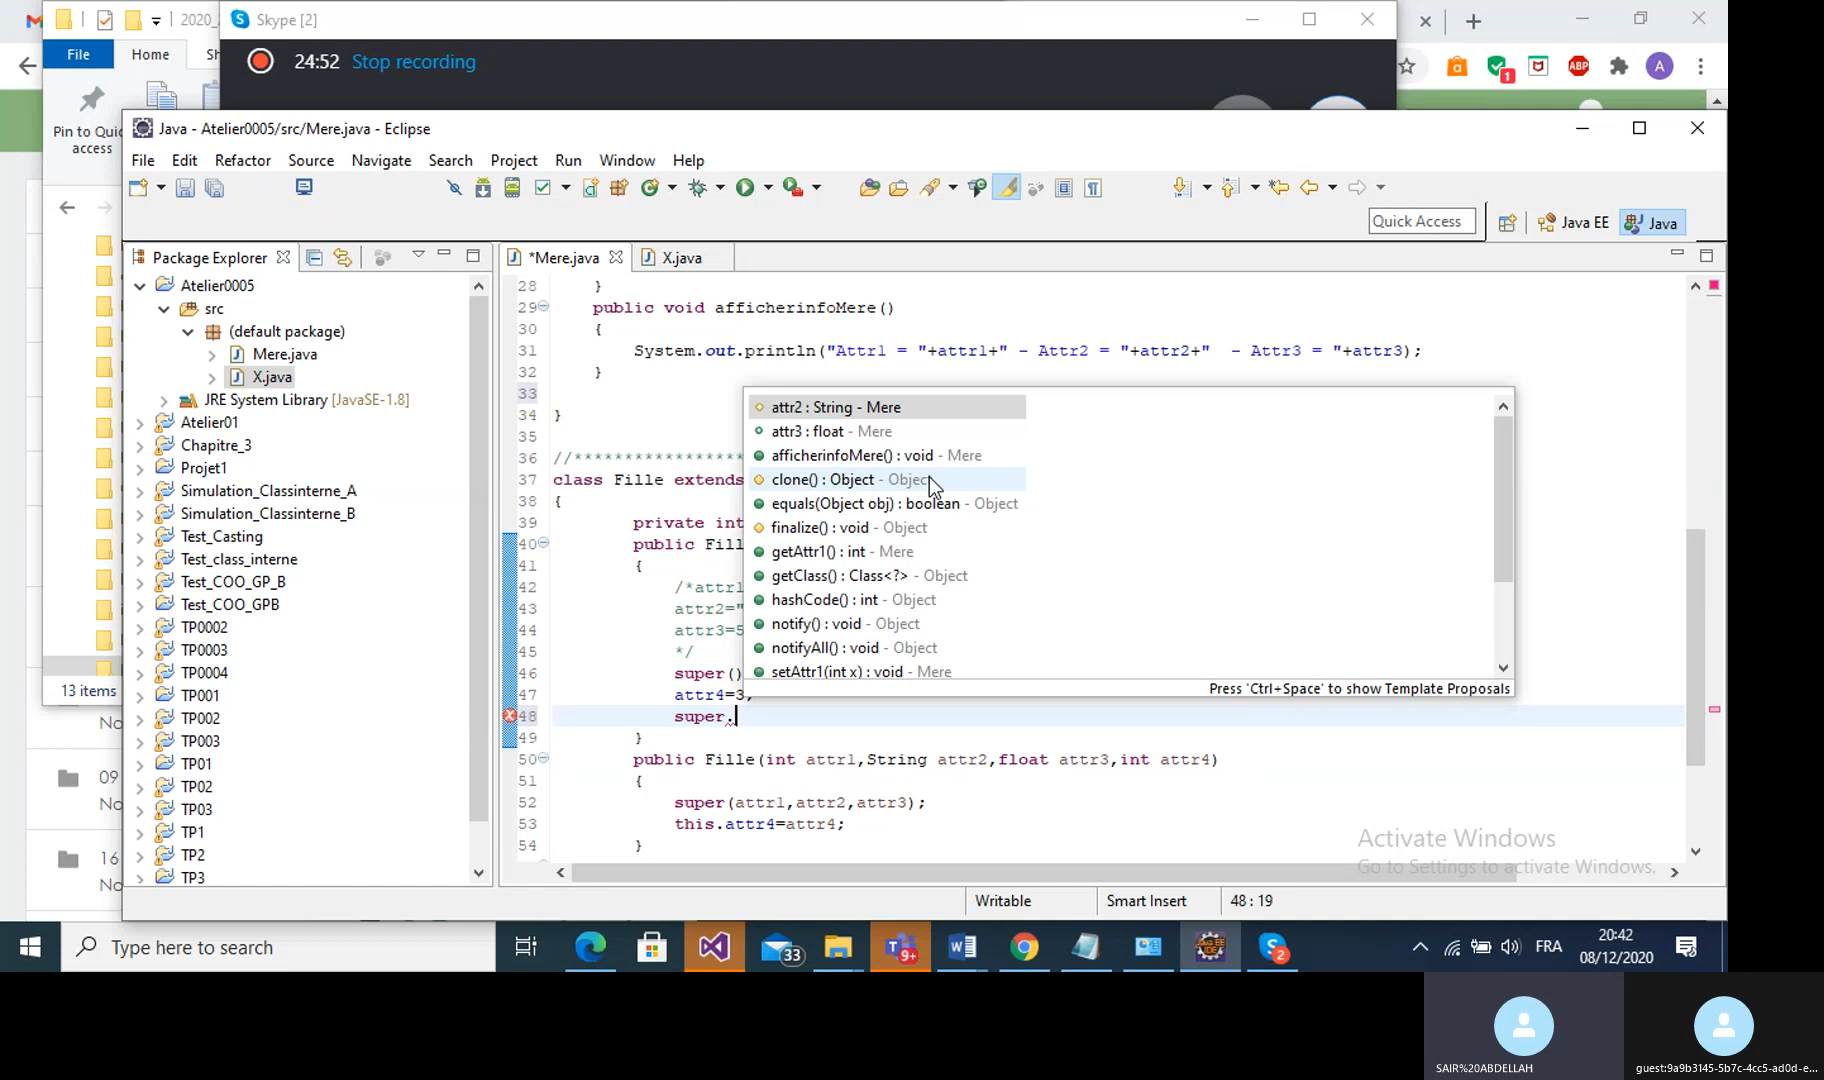 2020_
Skype [2]
File
Home
Sh
24:52 Stop recording
Pin to Quic
access
Java - Atelier0005/src/Mere.java - Eclipse
File Edit Refactor Source Navigate Search Project Run Window Help
Quick Access
Java EE
Java
1
ABP
A
Package Explorer
Atelier0005
src
(default package)
Mere.java
X.java
JRE System Library [JavaSE-1.8]
Atelier01
Chapitre_3
Projet1
Simulation_Classinterne_A
Simulation_Classinterne_B
Test_Casting
Test_class_interne
Test_COO_GP_B
Test_COO_GPB
TP0002
TP0003
TP0004
TP001
TP002
TP003
TP01
TP02
TP03
TP1
TP2
TP3
13 items
No
09
No
16
No
*Mere.java
X.java
28 }
29 public void afficherinfoMere()
30 {
31 System.out.println("Attr1 = "+attr1+" - Attr2 = "+attr2+" - Attr3 = "+attr3);
32 }
33
34 }
35
36 //*****************
37 class Fille extends
38 {
39 private int
40 public Fill
41 {
42 /*attr1
43 attr2="
44 attr3=5
45 */
46 super()
47 attr4=3;
48 super.
49 }
50 public Fille(int attr1,String attr2,float attr3,int attr4)
51 {
52 super(attr1,attr2,attr3);
53 this.attr4=attr4;
54 }
attr2 : String - Mere
attr3 : float - Mere
afficherinfoMere() : void - Mere
clone() : Object - Object
equals(Object obj) : boolean - Object
finalize() : void - Object
getAttr1() : int - Mere
getClass() : Class<?> - Object
hashCode() : int - Object
notify() : void - Object
notifyAll() : void - Object
setAttr1(int x) : void - Mere
Press 'Ctrl+Space' to show Template Proposals
Activate Windows
Go to Settings to activate Windows.
Writable
Smart Insert
48 : 19
Type here to search
33
9+
2
FRA
20:42
08/12/2020
SAIR%20ABDELLAH
guest:9a9b3145-5b7c-4cc5-ad0d-e...